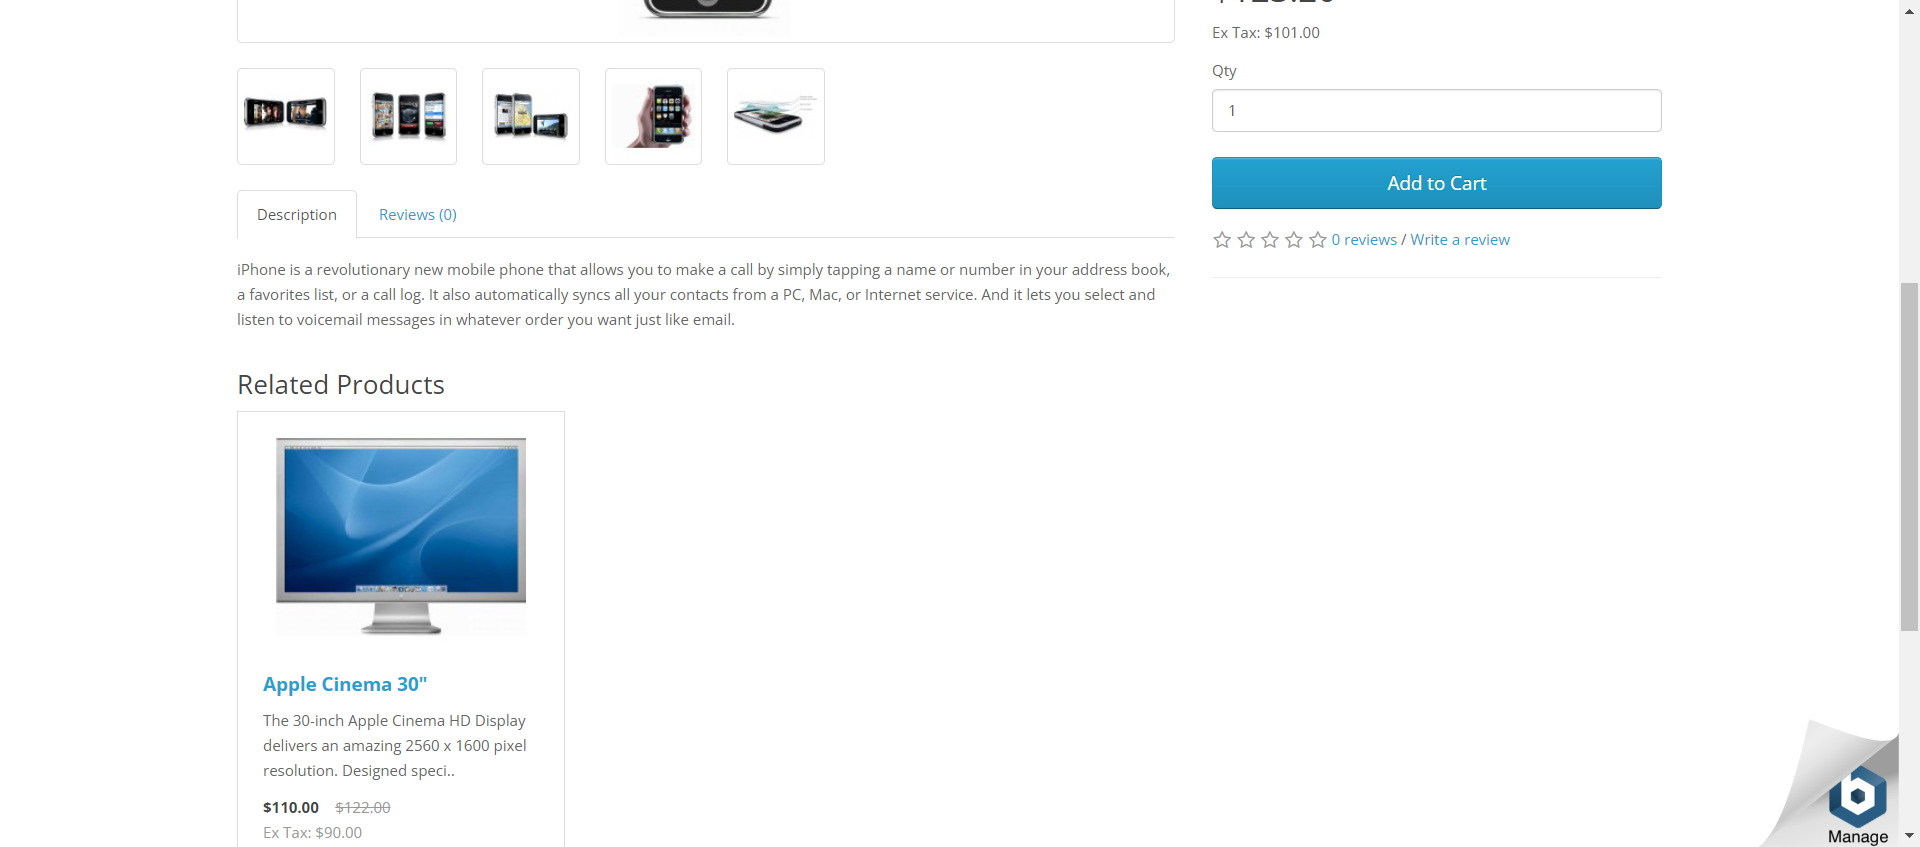 Ex Tax: $101.00
Qty
1
Add to Cart
0 reviews / Write a review
Description
Reviews (0)
iPhone is a revolutionary new mobile phone that allows you to make a call by simply tapping a name or number in your address book,
a favorites list, or a call log. It also automatically syncs all your contacts from a PC, Mac, or Internet service. And it lets you select and
listen to voicemail messages in whatever order you want just like email.
Related Products
Apple Cinema 30"
The 30-inch Apple Cinema HD Display
delivers an amazing 2560 x 1600 pixel
resolution. Designed speci..
$110.00 $122.00
Ex Tax: $90.00
Manage